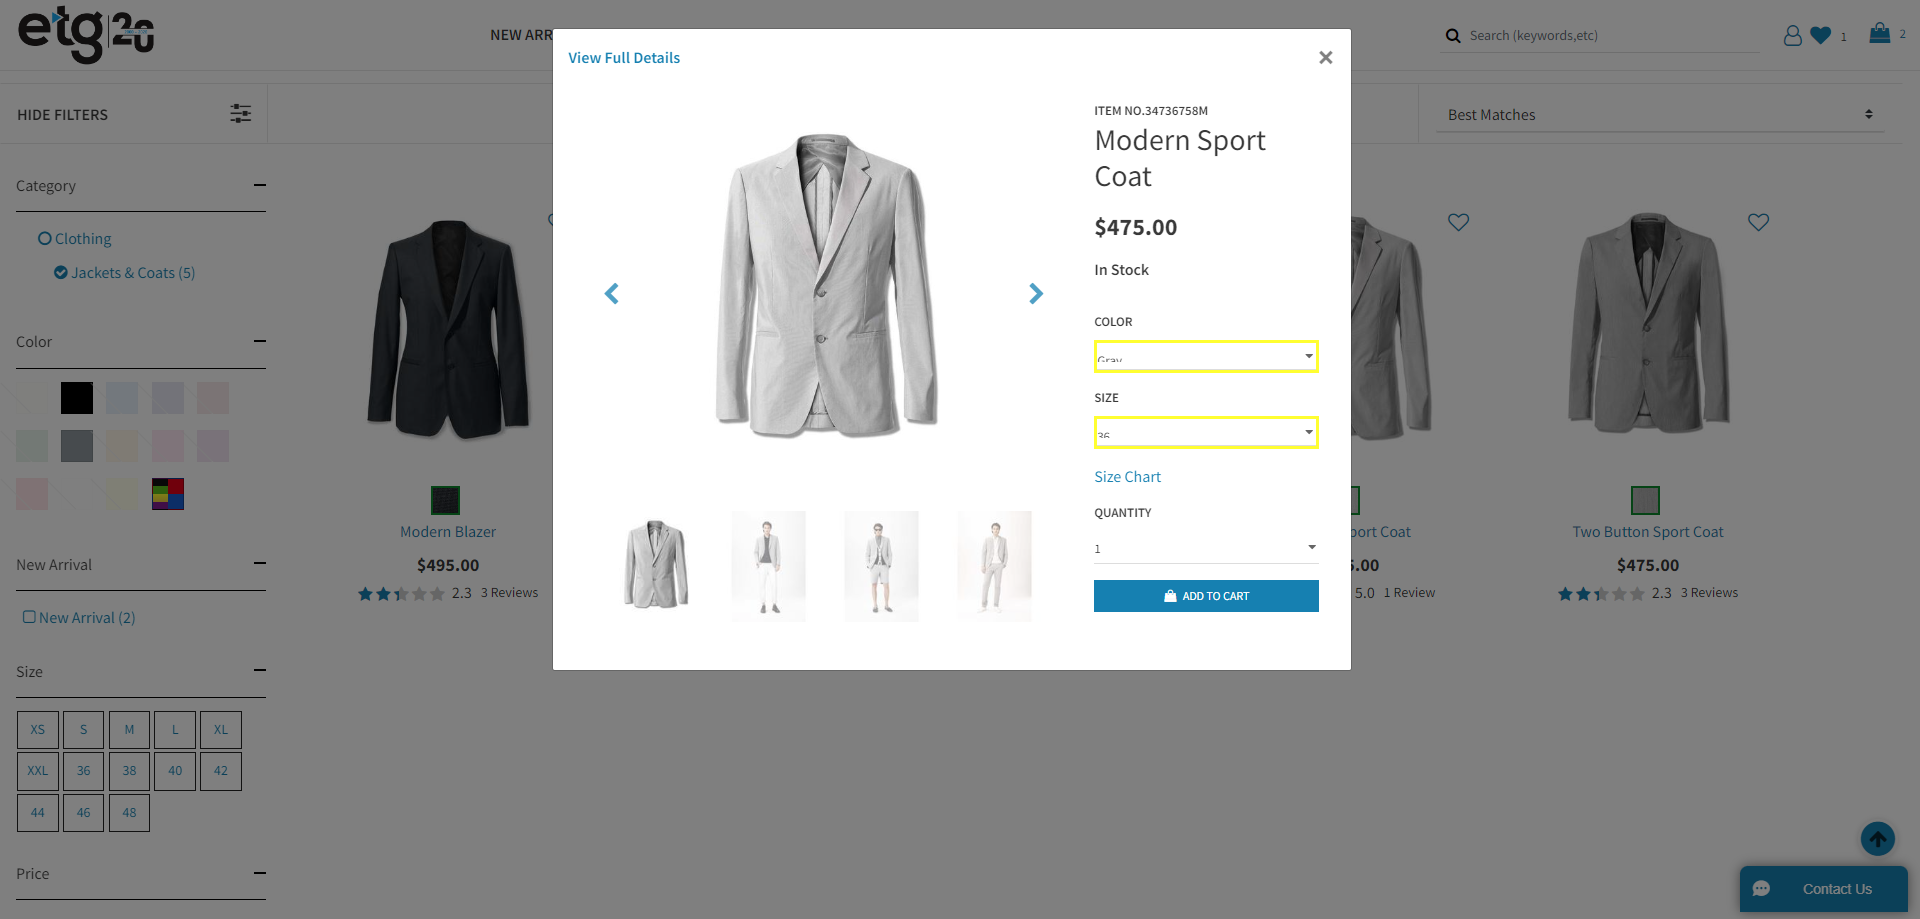 etg|20
NEW ARR
Search (keywords,etc)
1
2
HIDE FILTERS
Best Matches
View Full Details
×
ITEM NO.34736758M
Modern Sport
Coat
$475.00
In Stock
COLOR
Gray
SIZE
36
Size Chart
QUANTITY
1
ADD TO CART
Category
Clothing
Jackets & Coats (5)
Color
New Arrival
New Arrival (2)
Size
XS S M L XL
XXL 36 38 40 42
44 46 48
Price
Modern Blazer
$495.00
2.3 3 Reviews
port Coat
5.00
5.0 1 Review
Two Button Sport Coat
$475.00
2.3 3 Reviews
Contact Us